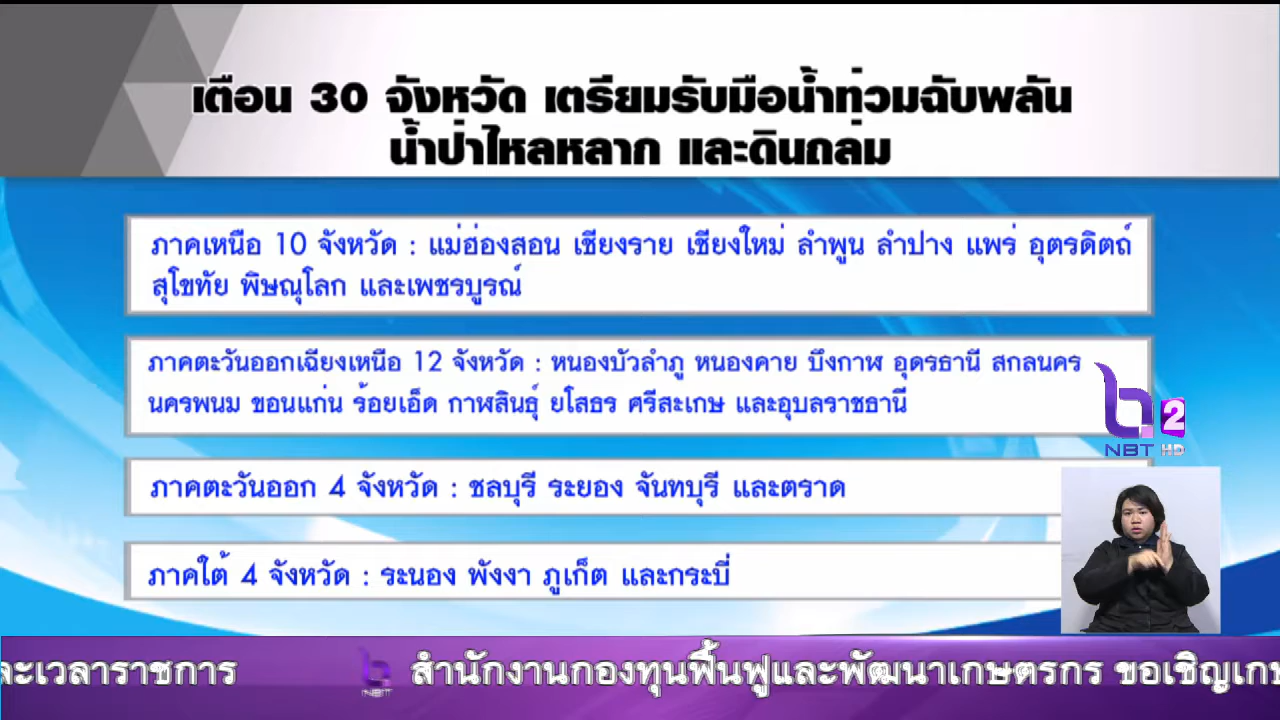 เตือน 30 จังหวัด เตรียมรับมือน้ำท่วมฉับพลัน
น้ำป่าไหลหลาก และดินถล่ม
ภาคเหนือ 10 จังหวัด : แม่ฮ่องสอน เชียงราย เชียงใหม่ ลำพูน ลำปาง แพร่ อุตรดิตถ์
สุโขทัย พิษณุโลก และเพชรบูรณ์
ภาคตะวันออกเฉียงเหนือ 12 จังหวัด : หนองบัวลำภู หนองคาย บึงกาฬ อุดรธานี สกลนคร
นครพนม ขอนแก่น ร้อยเอ็ด กาฬสินธุ์ ยโสธร ศรีสะเกษ และอุบลราชธานี
2
NBT HD
ภาคตะวันออก 4 จังหวัด : ชลบุรี ระยอง จันทบุรี และตราด
ภาคใต้ 4 จังหวัด : ระนอง พังงา ภูเก็ต และกระบี่
ละเวลาราชการ NBT สำนักงานกองทุนฟื้นฟูและพัฒนาเกษตรกร ขอเชิญเกษ